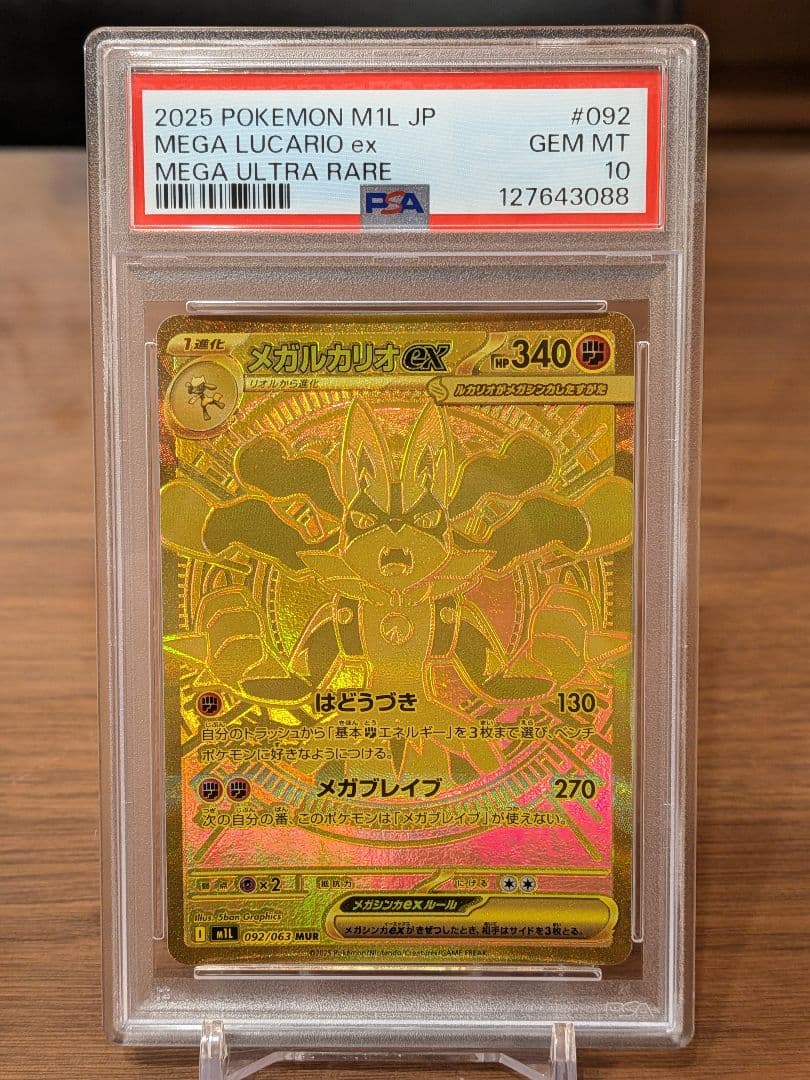 2025 POKEMON M1L JP #092
MEGA LUCARIO ex GEM MT
MEGA ULTRA RARE 10
PSA 127643088
1進化 メガルカリオex HP340
リオルから進化 ルカリオがメガシンカしたすがた
はどうづき 130
自分のトラッシュから「基本エネルギー」を3枚まで選び、ベンチ
ポケモンに好きなようにつける。
メガブレイブ 270
次の自分の番、このポケモンは「メガブレイブ」が使えない。
弱点 ×2 抵抗力 にげる
メガシンカexルール
メガシンカexがきぜつしたとき、相手はサイドを3枚とる。
Illus. 5ban Graphics
I M1L 092/063 MUR
©2025 Pokémon/Nintendo/Creatures/GAME FREAK